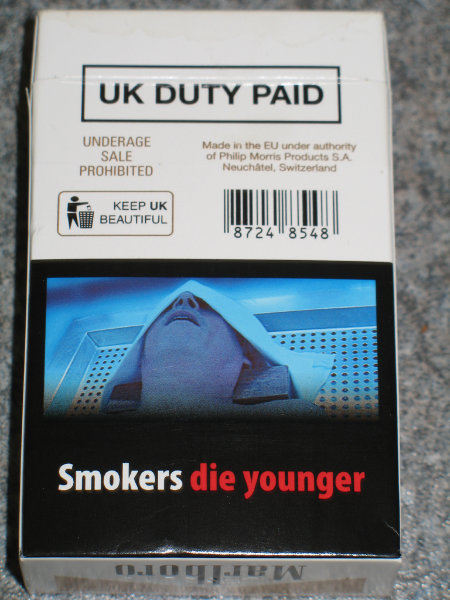 UK DUTY PAID
UNDERAGE
SALE
PROHIBITED
Made in the EU under authority
of Philip Morris Products S.A.
Neuchâtel, Switzerland
KEEP UK
BEAUTIFUL
8724 8548
Smokers die younger
Marlboro